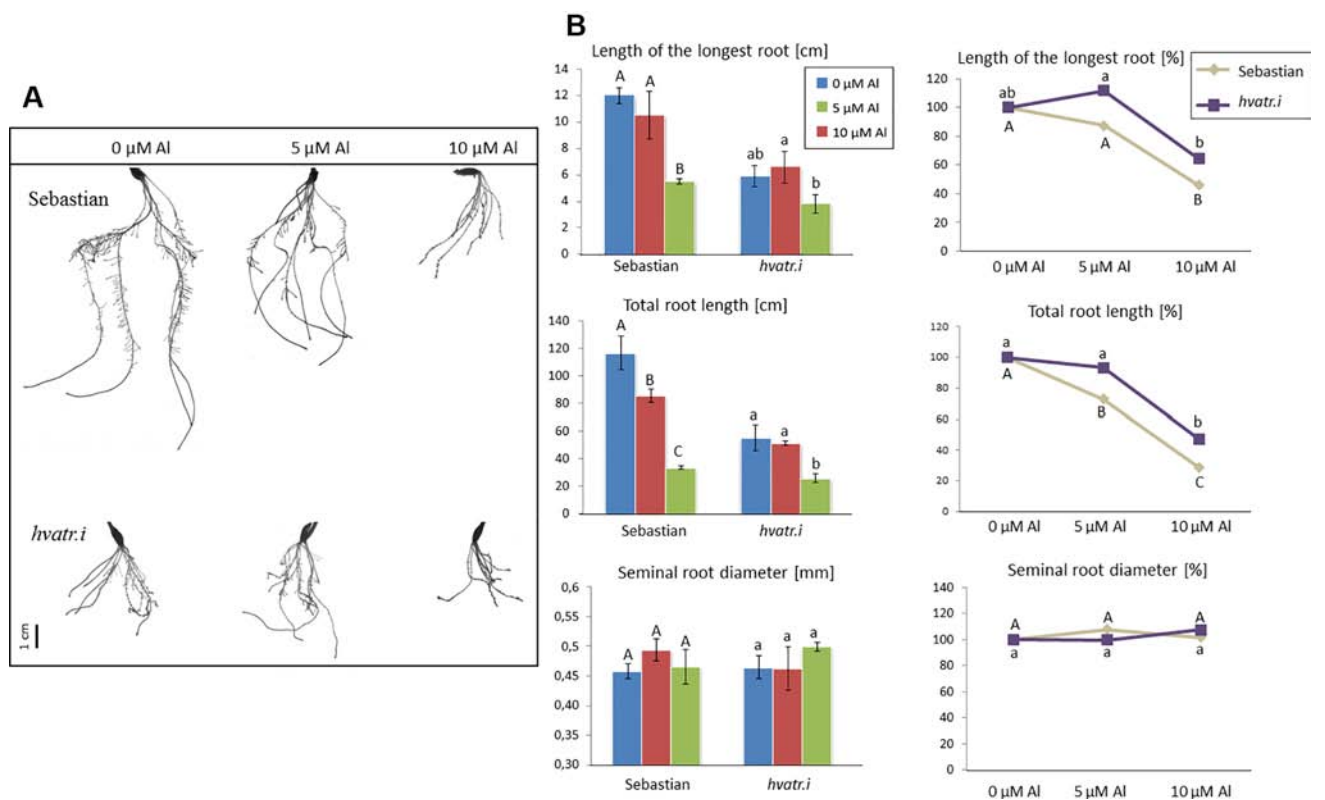 A
0 µM Al 5 µM Al 10 µM Al
Sebastian
hvatr.i
1 cm
B
Length of the longest root [cm]
14
12
10
8
6
4
2
0
A A B ab a b
0 µM Al
5 µM Al
10 µM Al
Sebastian hvatr.i
Length of the longest root [%]
120
100
80
60
40
20
0
ab a b
A A B
Sebastian
hvatr.i
0 µM Al 5 µM Al 10 µM Al
Total root length [cm]
140
120
100
80
60
40
20
0
A B C a a b
Sebastian hvatr.i
Total root length [%]
120
100
80
60
40
20
0
a a b
A B C
0 µM Al 5 µM Al 10 µM Al
Seminal root diameter [mm]
0,6
0,55
0,5
0,45
0,40
0,35
0,30
A A A a a a
Sebastian hvatr.i
Seminal root diameter [%]
140
120
100
80
60
40
20
0
A A A
a a a
0 µM Al 5 µM Al 10 µM Al